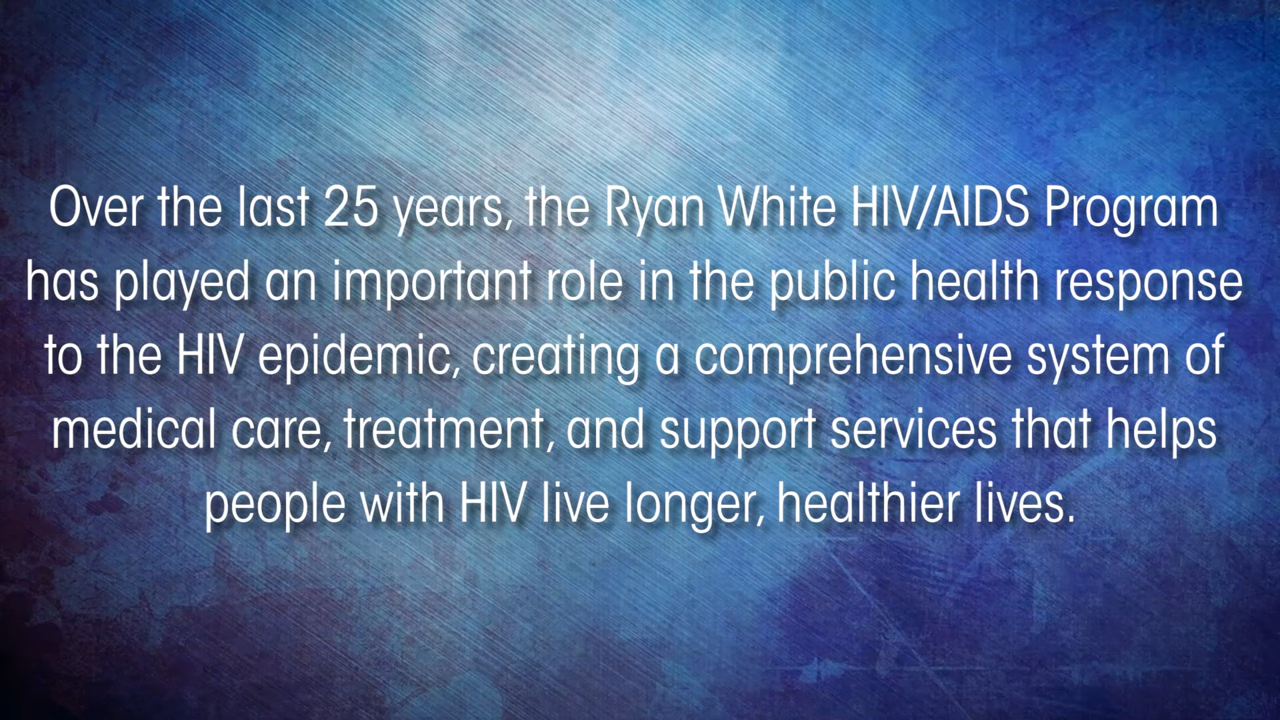 Over the last 25 years, the Ryan White HIV/AIDS Program
has played an important role in the public health response
to the HIV epidemic, creating a comprehensive system of
medical care, treatment, and support services that helps
people with HIV live longer, healthier lives.